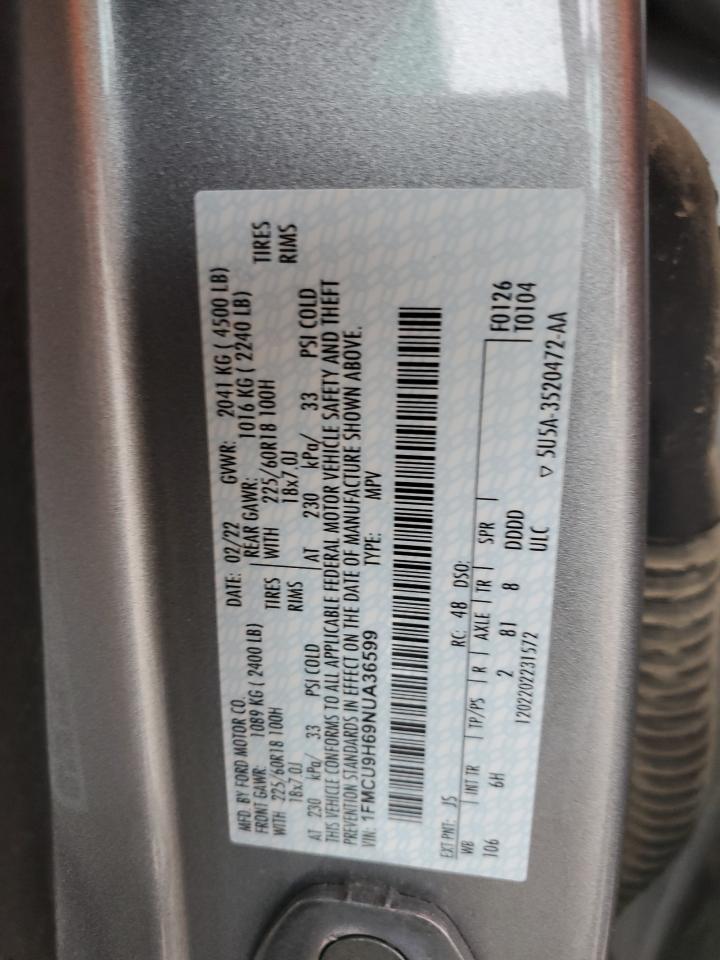 MFD. BY FORD MOTOR CO. DATE: 02/22 GVWR: 2041 KG ( 4500 LB)
FRONT GAWR: 1089 KG ( 2400 LB) REAR GAWR: 1016 KG ( 2240 LB)
WITH 225/60R18 100H TIRES WITH 225/60R18 100H TIRES
18x7.0J RIMS 18x7.0J RIMS
AT 230 kPa/ 33 PSI COLD AT 230 kPa/ 33 PSI COLD
THIS VEHICLE CONFORMS TO ALL APPLICABLE FEDERAL MOTOR VEHICLE SAFETY AND THEFT
PREVENTION STANDARDS IN EFFECT ON THE DATE OF MANUFACTURE SHOWN ABOVE.
VIN: 1FMCU9H69NUA36599 TYPE: MPV
EXT PNT: JS RC: 48 DSO: F0126
WB INT TR TP/PS R AXLE TR SPR T0104
106 6H 2 81 8 DDDD
1202202231572 ULC ▽ 5U5A-3520472-AA